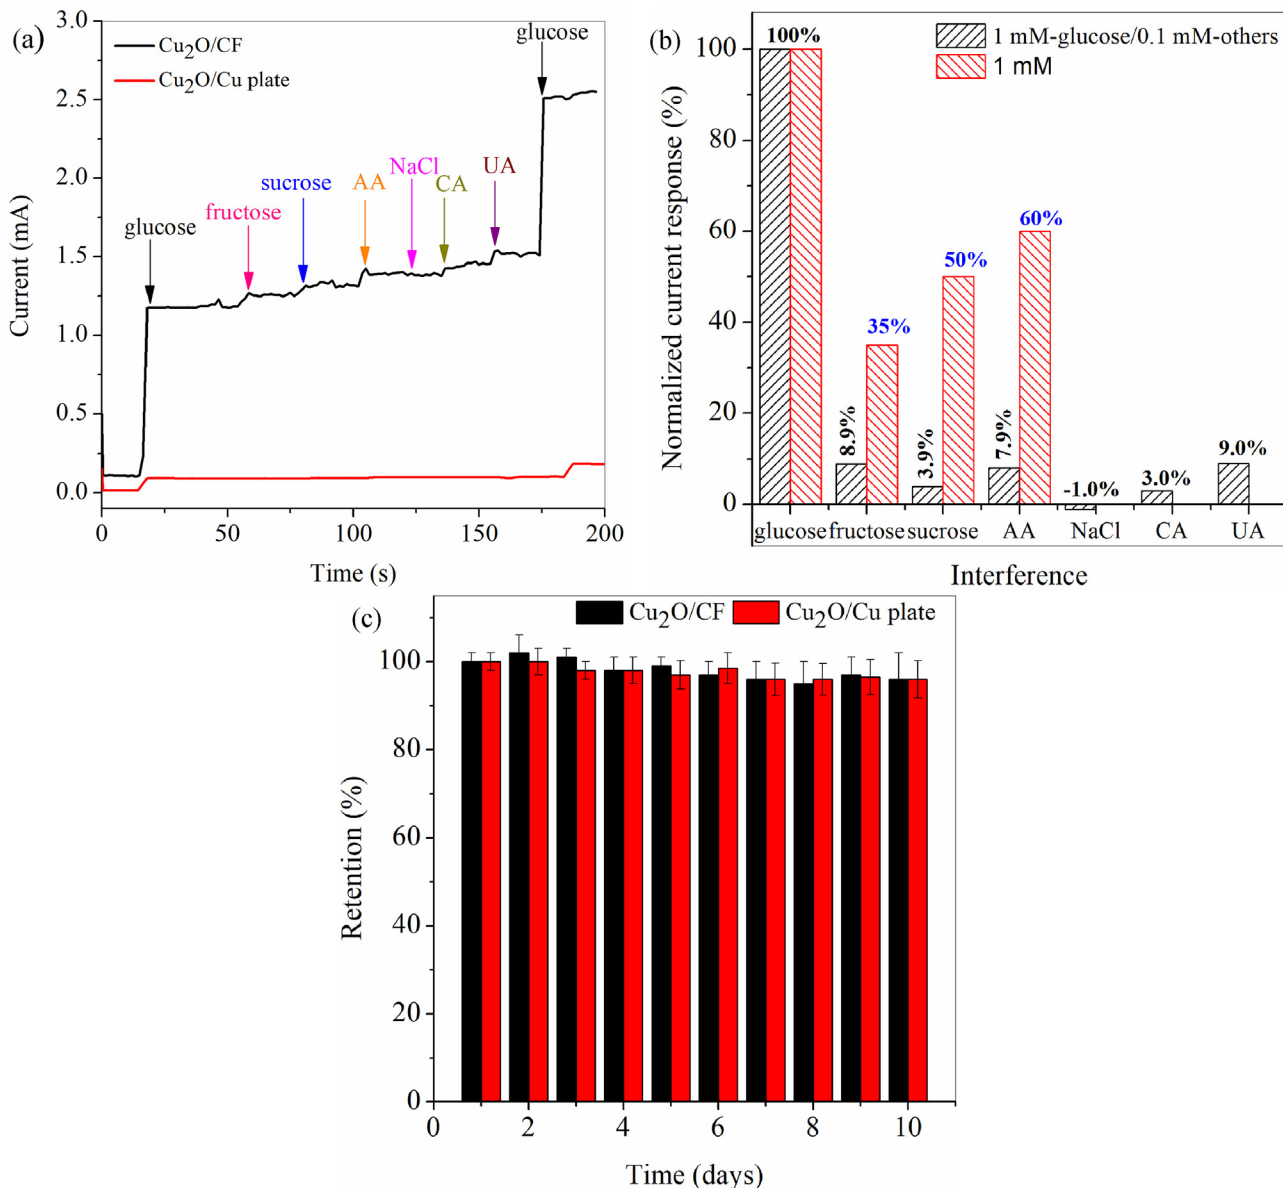 (a)
Cu2O/CF
Cu2O/Cu plate
glucose
glucose
fructose
sucrose
AA
NaCl
CA
UA
3.0
2.5
2.0
1.5
1.0
0.5
0.0
0 50 100 150 200
Current (mA)
Time (s)
(b)
1 mM-glucose/0.1 mM-others
1 mM
100%
8.9%
35%
3.9%
50%
7.9%
60%
-1.0%
3.0%
9.0%
100
80
60
40
20
0
glucose fructose sucrose AA NaCl CA UA
Normalized current response (%)
Interference
(c)
Cu2O/CF Cu2O/Cu plate
100
80
60
40
20
0
0 2 4 6 8 10
Retention (%)
Time (days)